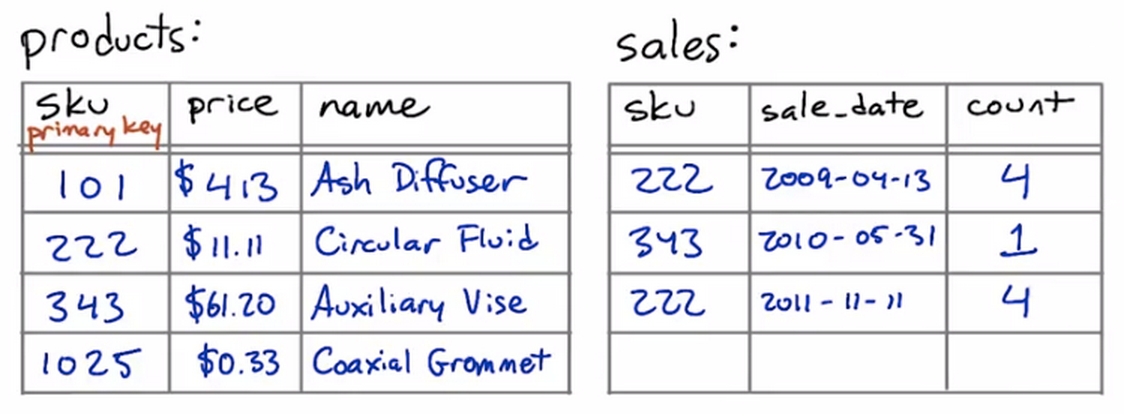 products:
sku price name
primary key
101 $413 Ash Diffuser
222 $11.11 Circular Fluid
343 $61.20 Auxiliary Vise
1025 $0.33 Coaxial Grommet
sales:
sku sale_date count
222 2009-04-13 4
343 2010-05-31 1
222 2011-11-11 4